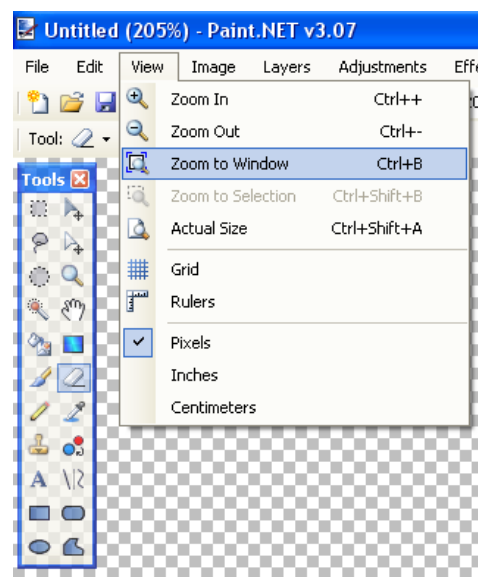 Untitled (205%) - Paint.NET v3.07
File Edit View Image Layers Adjustments
Tool:
Tools
Zoom In Ctrl++
Zoom Out Ctrl+-
Zoom to Window Ctrl+B
Zoom to Selection Ctrl+Shift+B
Actual Size Ctrl+Shift+A
Grid
Rulers
Pixels
Inches
Centimeters